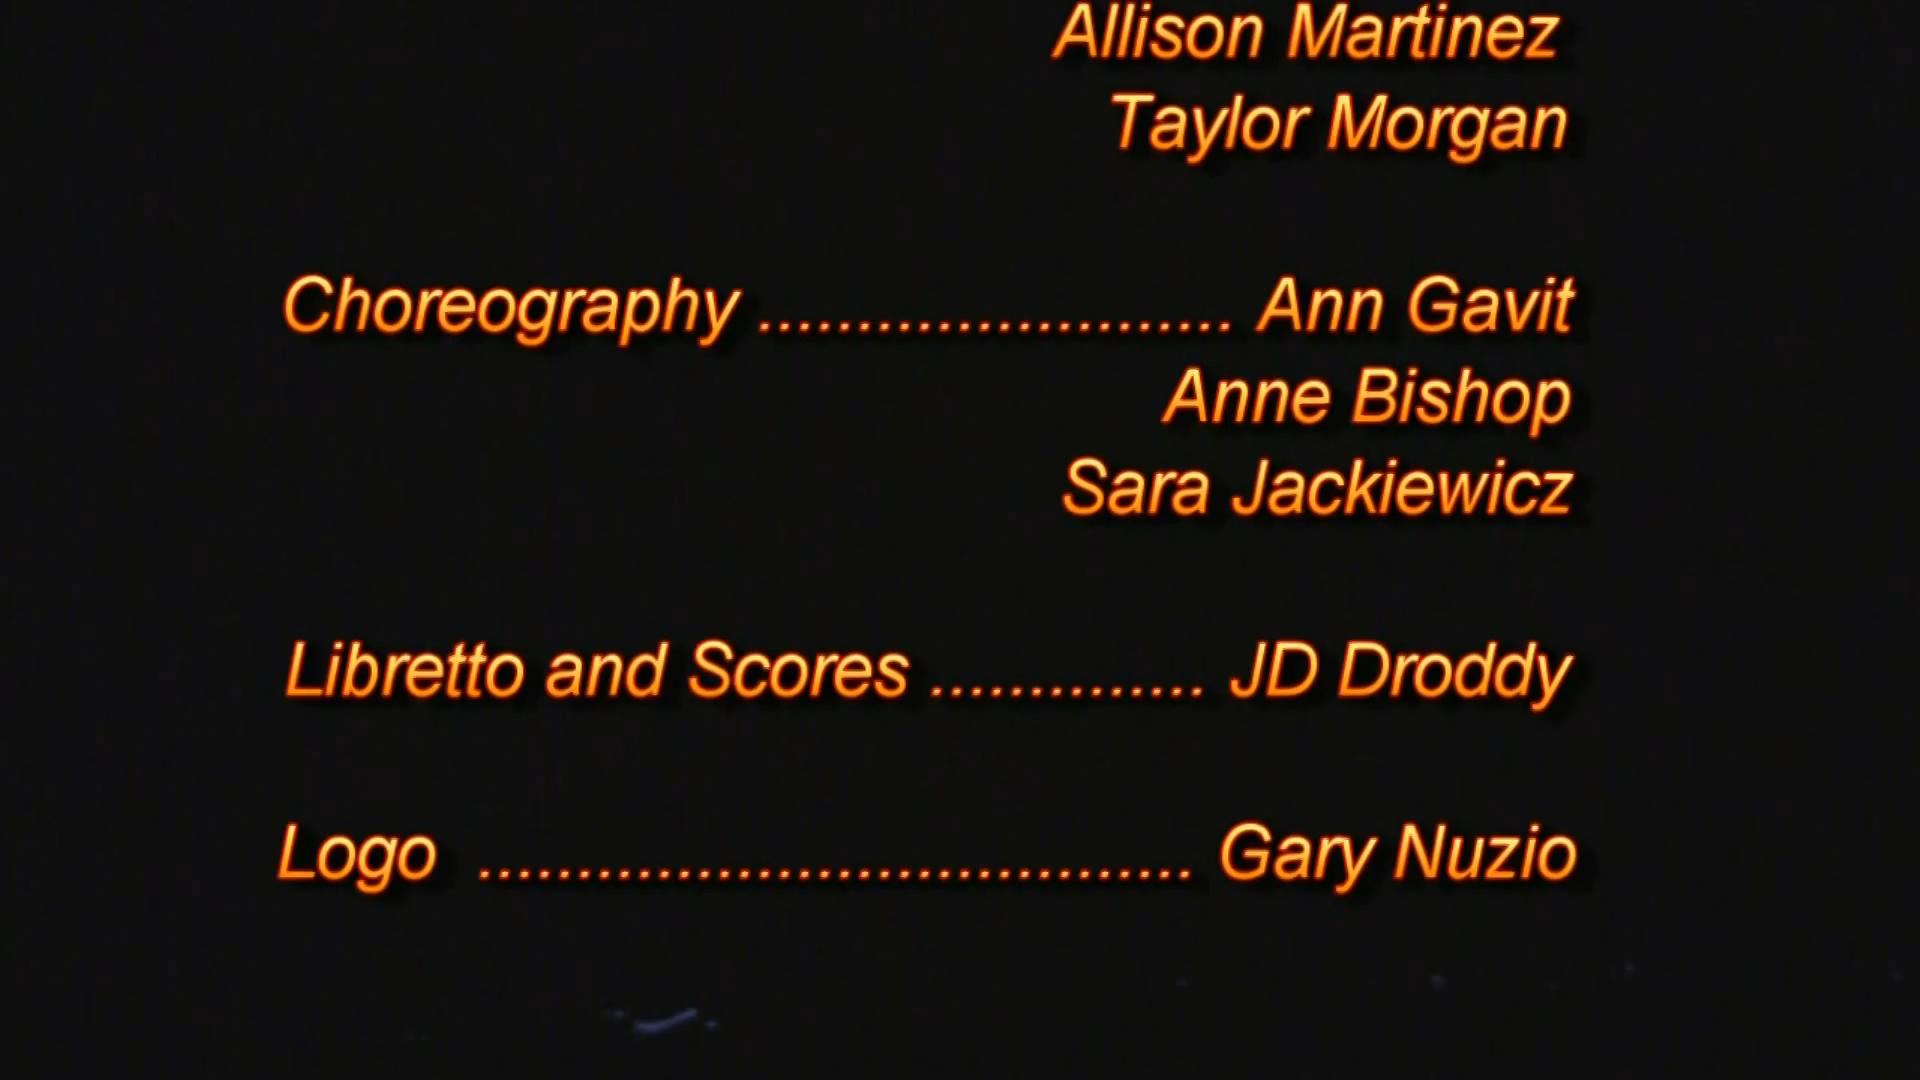 Allison Martinez
Taylor Morgan
Choreography ........................ Ann Gavit
Anne Bishop
Sara Jackiewicz
Libretto and Scores .............. JD Droddy
Logo .................................... Gary Nuzio